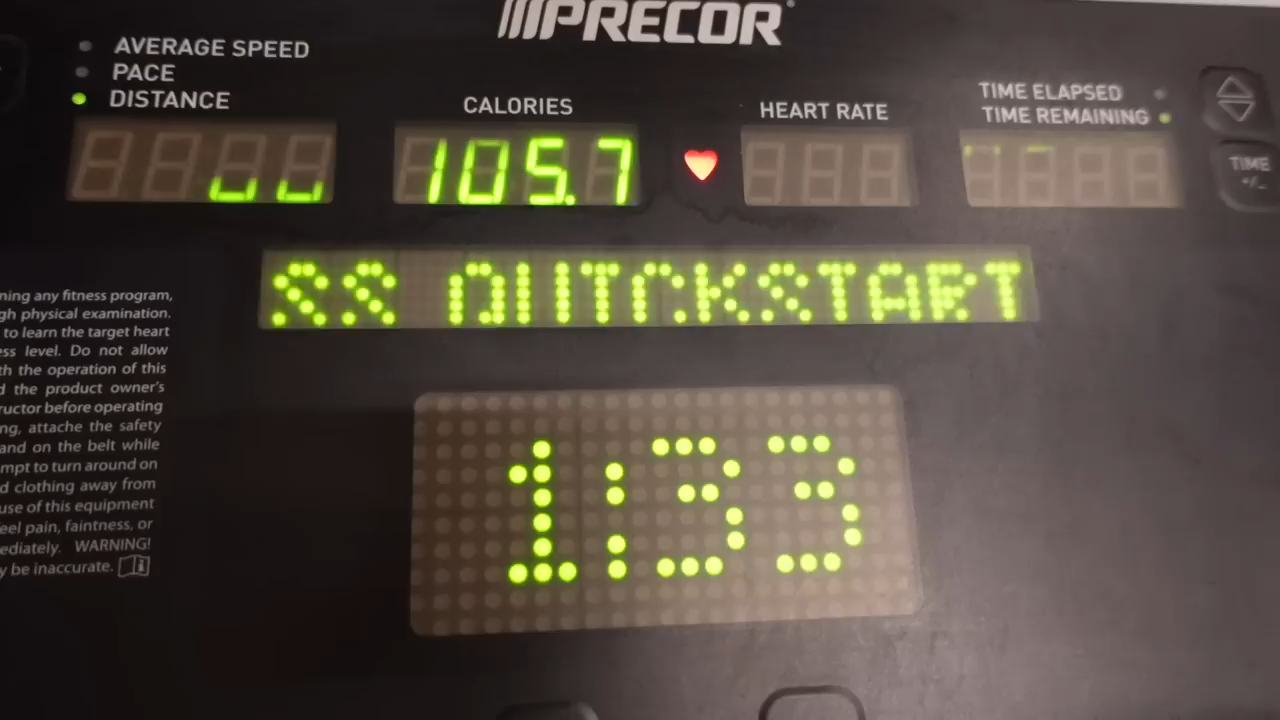 PRECOR
AVERAGE SPEED
PACE
DISTANCE
CALORIES
HEART RATE
TIME ELAPSED
TIME REMAINING
105.7
TIME
+/-
SS QUICKSTART
1:33
ning any fitness program,
gh physical examination.
to learn the target heart
ess level. Do not allow
th the operation of this
d the product owner's
ructor before operating
ng, attache the safety
and on the belt while
mpt to turn around on
d clothing away from
use of this equipment
eel pain, faintness, or
ediately. WARNING!
y be inaccurate.